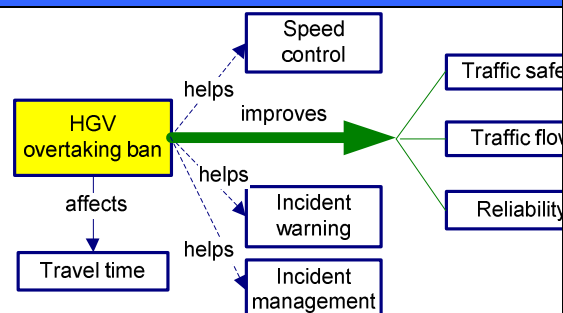 Speed
control
helps
Traffic safe
improves
HGV
overtaking ban
Traffic flow
helps
affects
Reliability
Incident
warning
helps
Travel time
Incident
management